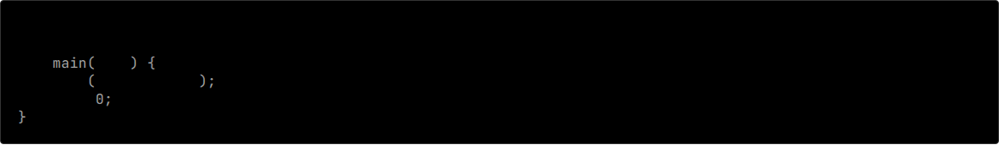 main(    ) {
(            );
0;
}